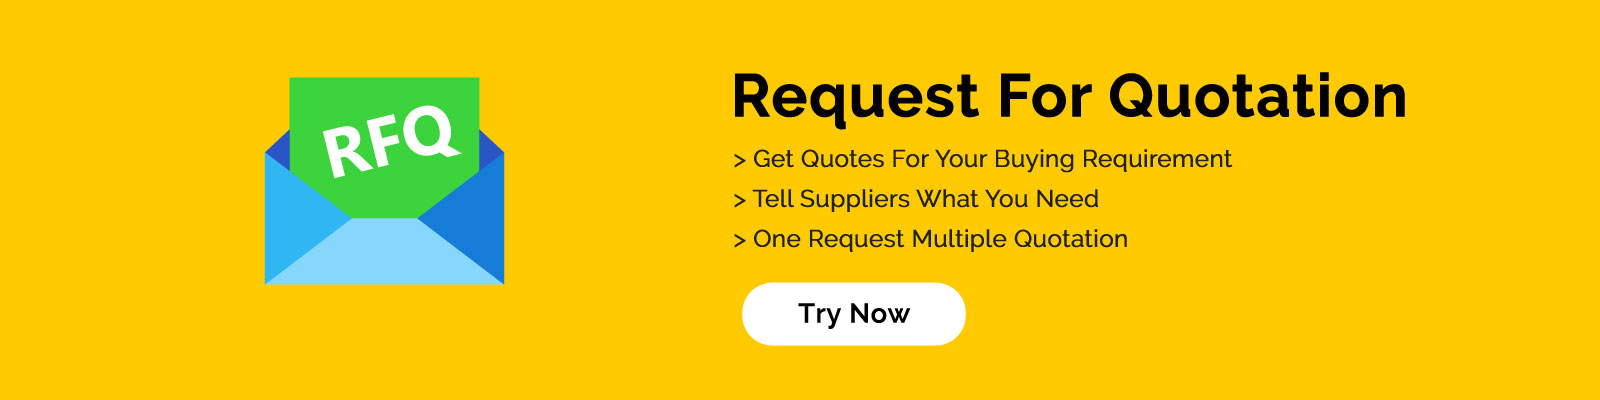 RFQ
Request For Quotation
> Get Quotes For Your Buying Requirement
> Tell Suppliers What You Need
> One Request Multiple Quotation
Try Now